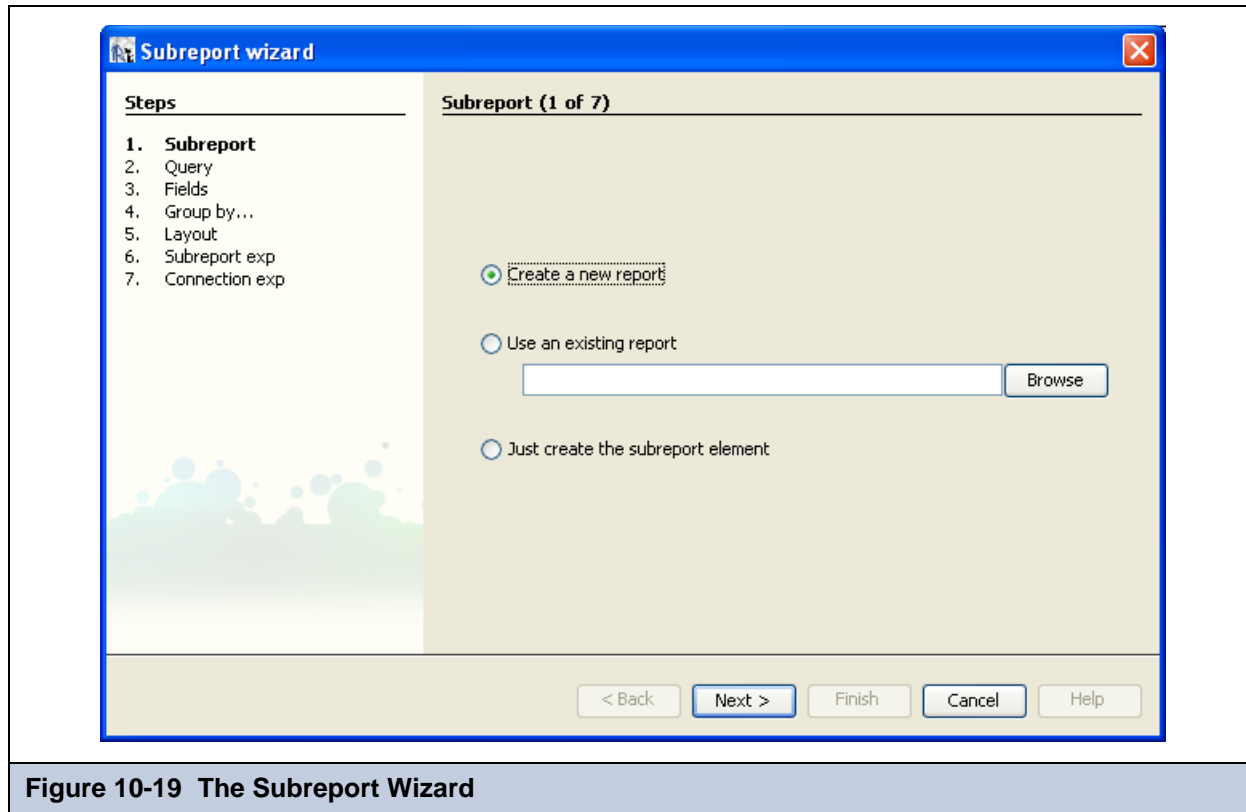 Subreport wizard
Steps
1. Subreport
2. Query
3. Fields
4. Group by...
5. Layout
6. Subreport exp
7. Connection exp
Subreport (1 of 7)
Create a new report
Use an existing report
Browse
Just create the subreport element
< Back
Next >
Finish
Cancel
Help
Figure 10-19 The Subreport Wizard